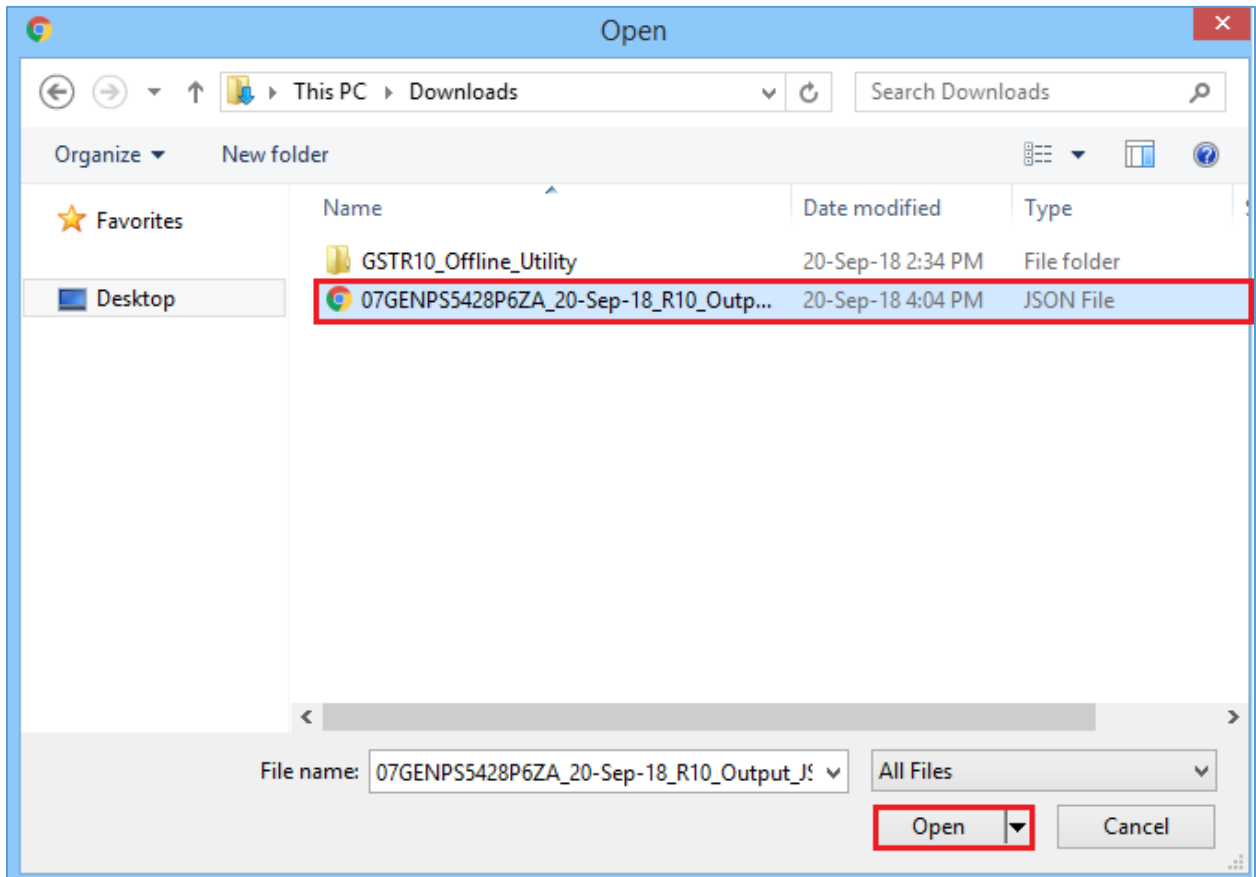 Open
This PC Downloads Search Downloads
Organize New folder
Name Date modified Type
Favorites
GSTR10_Offline_Utility 20-Sep-18 2:34 PM File folder
Desktop 07GENPS5428P6ZA_20-Sep-18_R10_Outp... 20-Sep-18 4:04 PM JSON File
File name: 07GENPS5428P6ZA_20-Sep-18_R10_Output_JS All Files
Open Cancel